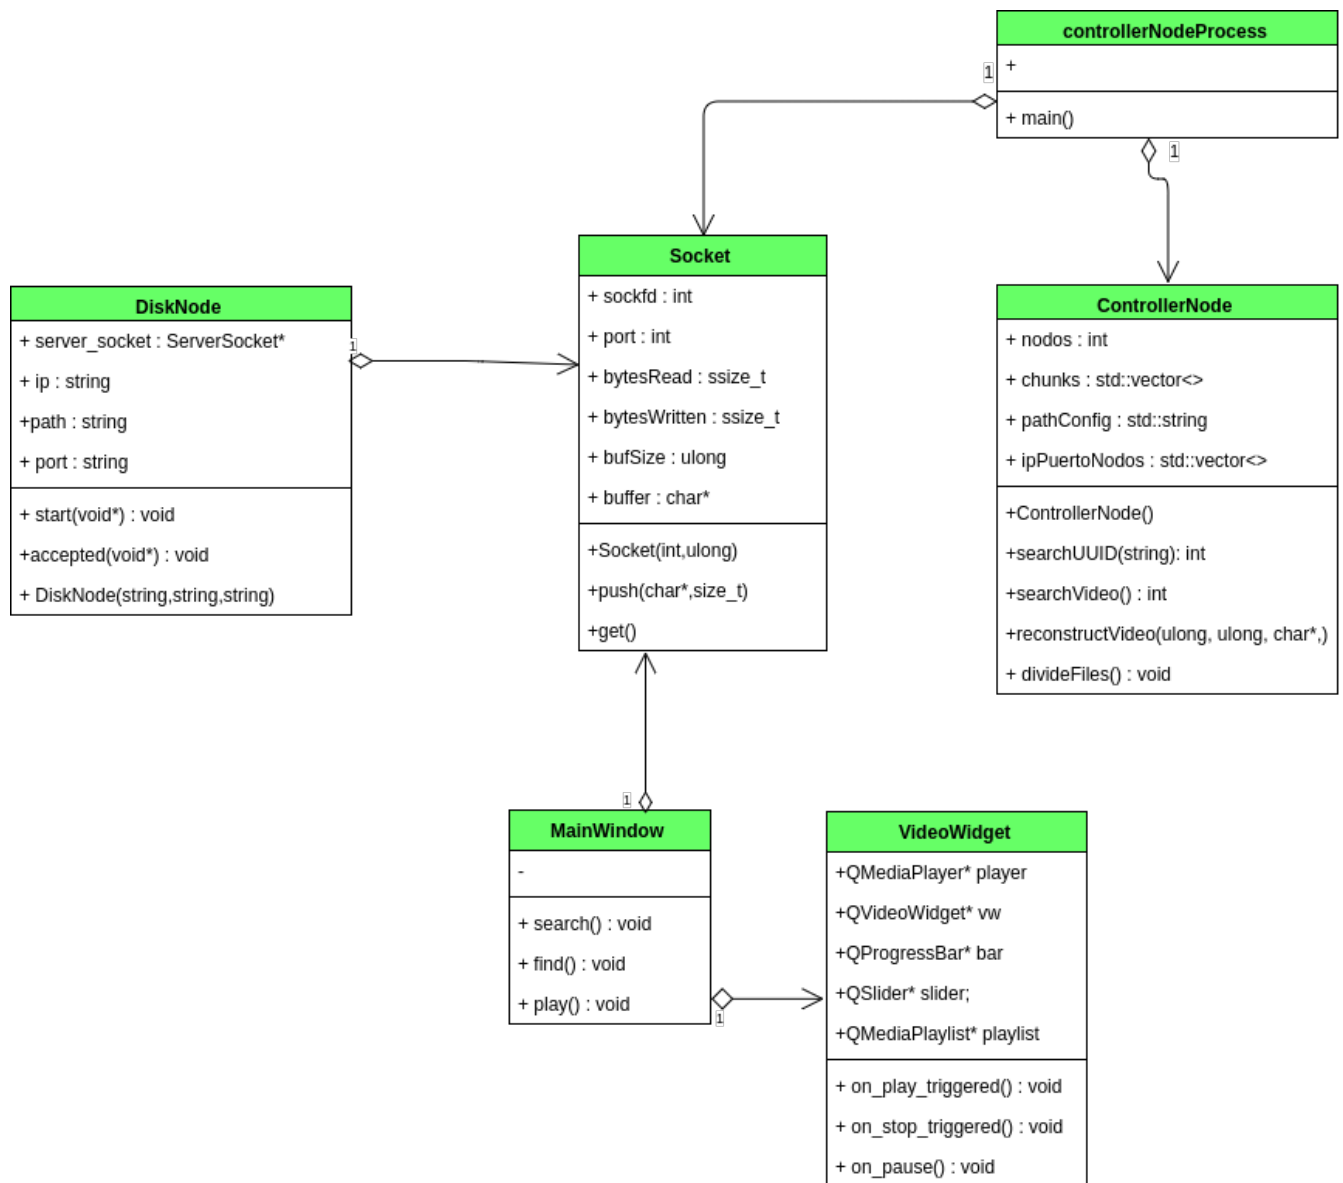 controllerNodeProcess
+
+ main()
1
1
Socket
+ sockfd : int
+ port : int
+ bytesRead : ssize_t
+ bytesWritten : ssize_t
+ bufSize : ulong
+ buffer : char*
+Socket(int,ulong)
+push(char*,size_t)
+get()
DiskNode
+ server_socket : ServerSocket*
+ ip : string
+path : string
+ port : string
+ start(void*) : void
+accepted(void*) : void
+ DiskNode(string,string,string)
1
ControllerNode
+ nodos : int
+ chunks : std::vector<>
+ pathConfig : std::string
+ ipPuertoNodos : std::vector<>
+ControllerNode()
+searchUUID(string): int
+searchVideo() : int
+reconstructVideo(ulong, ulong, char*,)
+ divideFiles() : void
1
MainWindow
-
+ search() : void
+ find() : void
+ play() : void
1
VideoWidget
+QMediaPlayer* player
+QVideoWidget* vw
+QProgressBar* bar
+QSlider* slider;
+QMediaPlaylist* playlist
+ on_play_triggered() : void
+ on_stop_triggered() : void
+ on_pause() : void